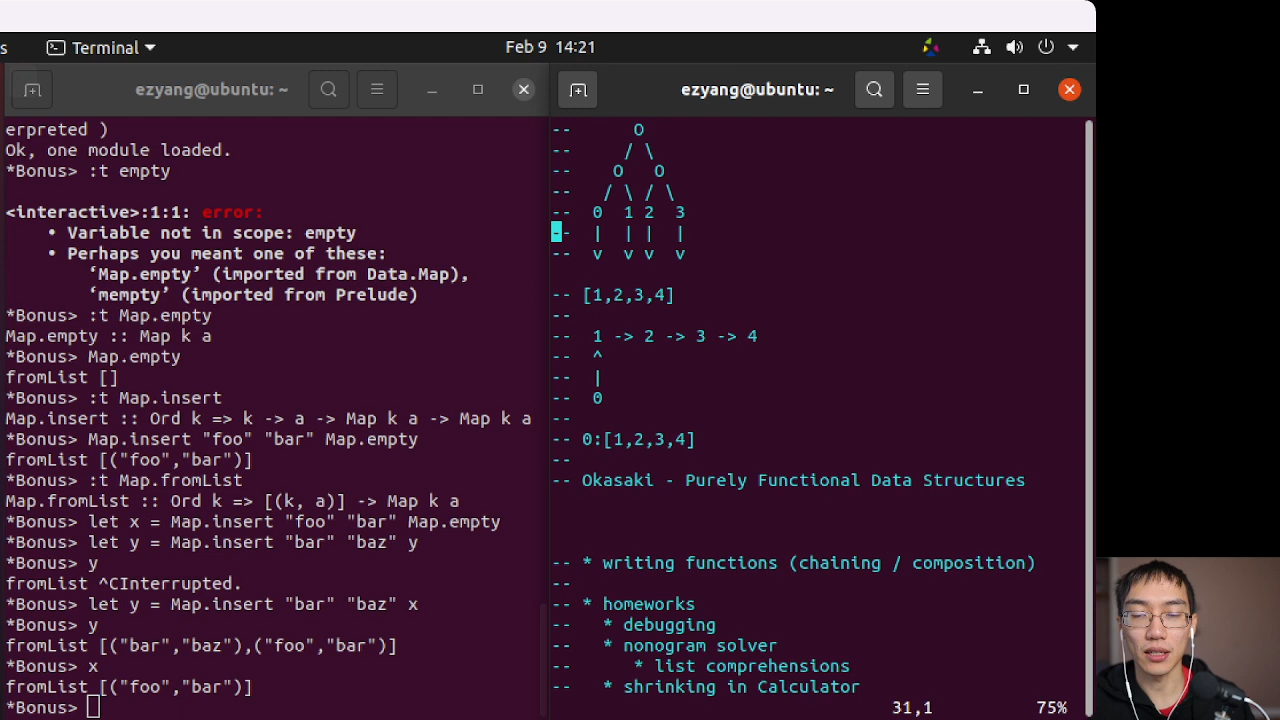 s Terminal Feb 9 14:21
ezyang@ubuntu: ~
erpreted )
Ok, one module loaded.
*Bonus> :t empty
<interactive>:1:1: error:
• Variable not in scope: empty
• Perhaps you meant one of these:
‘Map.empty’ (imported from Data.Map),
‘mempty’ (imported from Prelude)
*Bonus> :t Map.empty
Map.empty :: Map k a
*Bonus> Map.empty
fromList []
*Bonus> :t Map.insert
Map.insert :: Ord k => k -> a -> Map k a -> Map k a
*Bonus> Map.insert "foo" "bar" Map.empty
fromList [("foo","bar")]
*Bonus> :t Map.fromList
Map.fromList :: Ord k => [(k, a)] -> Map k a
*Bonus> let x = Map.insert "foo" "bar" Map.empty
*Bonus> let y = Map.insert "bar" "baz" y
*Bonus> y
fromList ^CInterrupted.
*Bonus> let y = Map.insert "bar" "baz" x
*Bonus> y
fromList [("bar","baz"),("foo","bar")]
*Bonus> x
fromList [("foo","bar")]
*Bonus>
ezyang@ubuntu: ~
--       O
--      / \
--     O   O
--    / \ / \
--   0  1 2  3
--   |  | |  |
--   v  v v  v
-- [1,2,3,4]
--
--  1 -> 2 -> 3 -> 4
--  ^
--  |
--  0
--
-- 0:[1,2,3,4]
--
-- Okasaki - Purely Functional Data Structures
-- * writing functions (chaining / composition)
--
-- * homeworks
--   * debugging
--   * nonogram solver
--      * list comprehensions
--   * shrinking in Calculator
31,1 75%